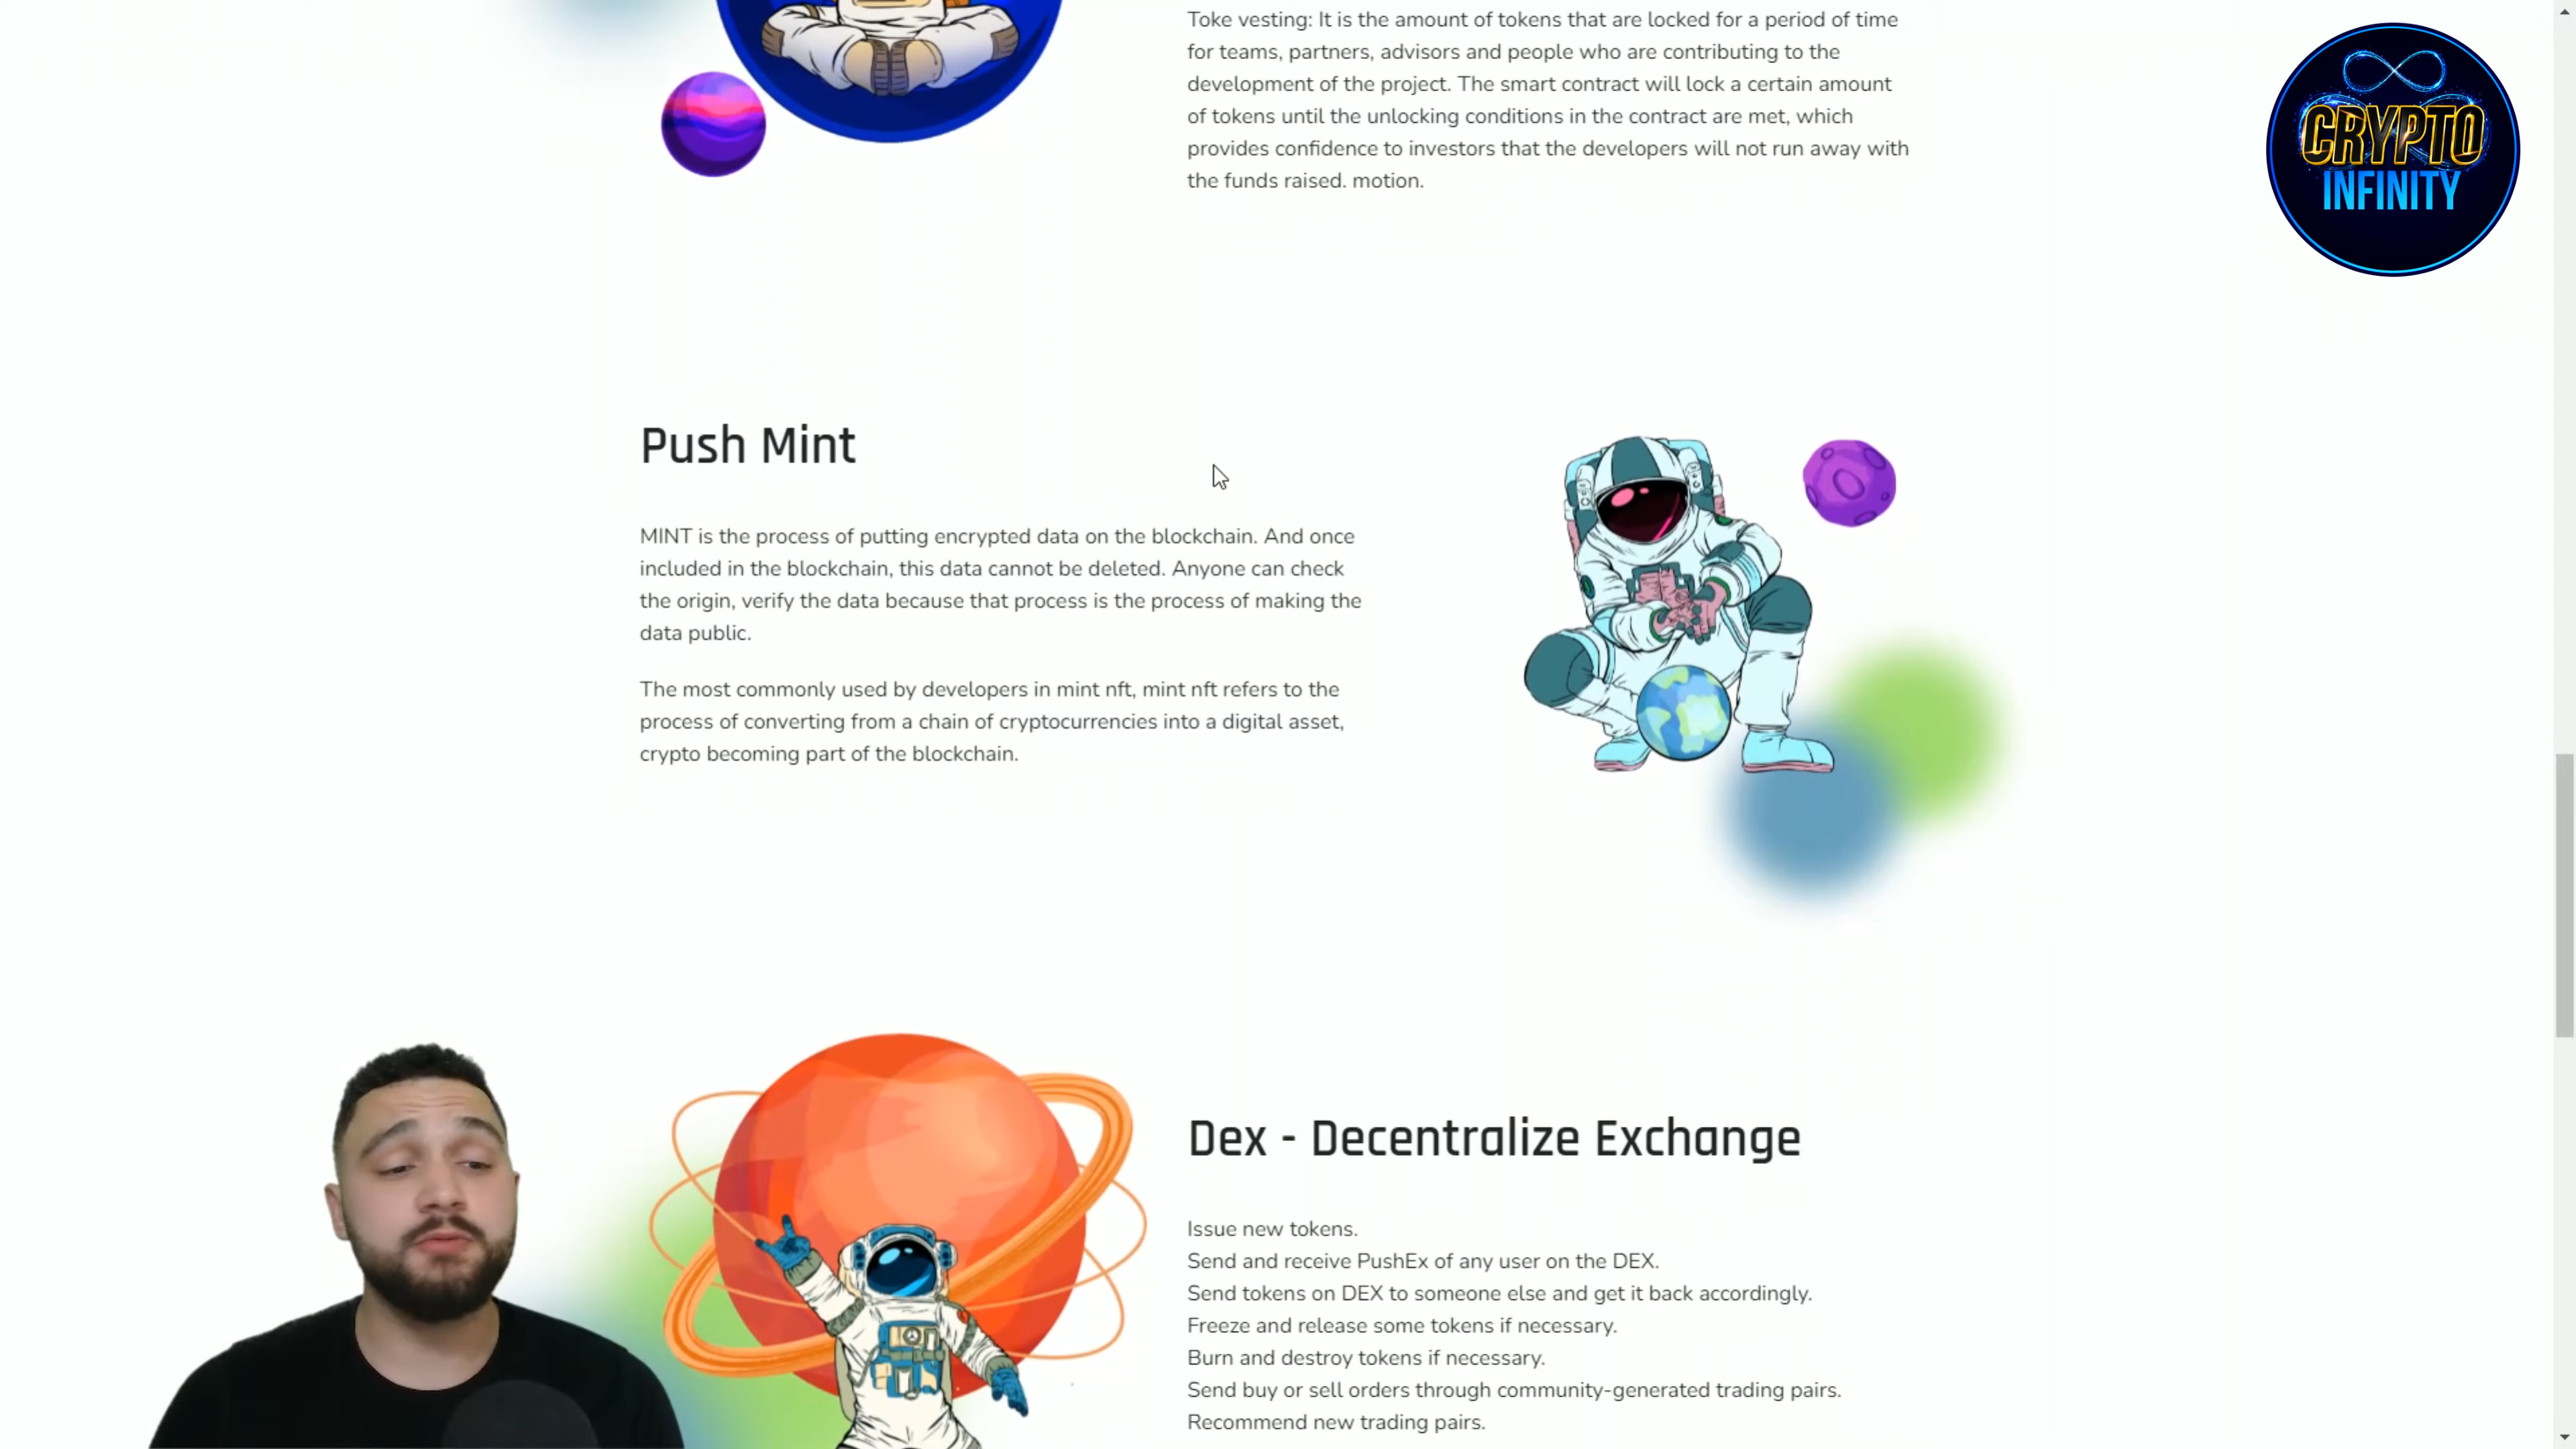 Toke vesting: It is the amount of tokens that are locked for a period of time
for teams, partners, advisors and people who are contributing to the
development of the project. The smart contract will lock a certain amount
of tokens until the unlocking conditions in the contract are met, which
provides confidence to investors that the developers will not run away with
the funds raised. motion.
CRYPTO
INFINITY
Push Mint
MINT is the process of putting encrypted data on the blockchain. And once
included in the blockchain, this data cannot be deleted. Anyone can check
the origin, verify the data because that process is the process of making the
data public.
The most commonly used by developers in mint nft, mint nft refers to the
process of converting from a chain of cryptocurrencies into a digital asset,
crypto becoming part of the blockchain.
Dex - Decentralize Exchange
Issue new tokens.
Send and receive PushEx of any user on the DEX.
Send tokens on DEX to someone else and get it back accordingly.
Freeze and release some tokens if necessary.
Burn and destroy tokens if necessary.
Send buy or sell orders through community-generated trading pairs.
Recommend new trading pairs.